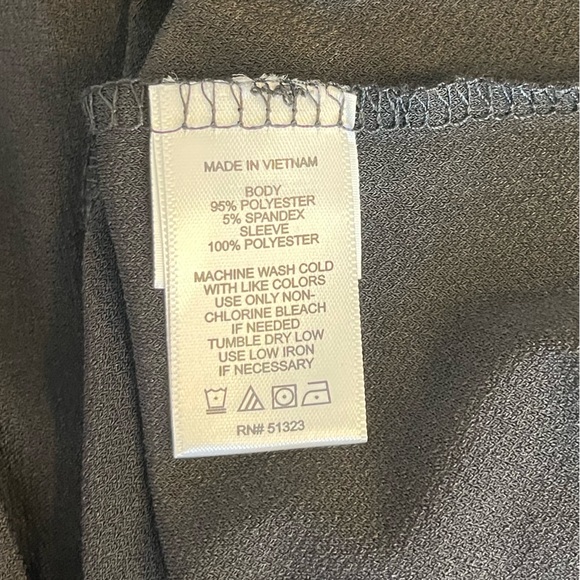 MADE IN VIETNAM
BODY
95% POLYESTER
5% SPANDEX
SLEEVE
100% POLYESTER
MACHINE WASH COLD
WITH LIKE COLORS
USE ONLY NON-
CHLORINE BLEACH
IF NEEDED
TUMBLE DRY LOW
USE LOW IRON
IF NECESSARY
RN# 51323